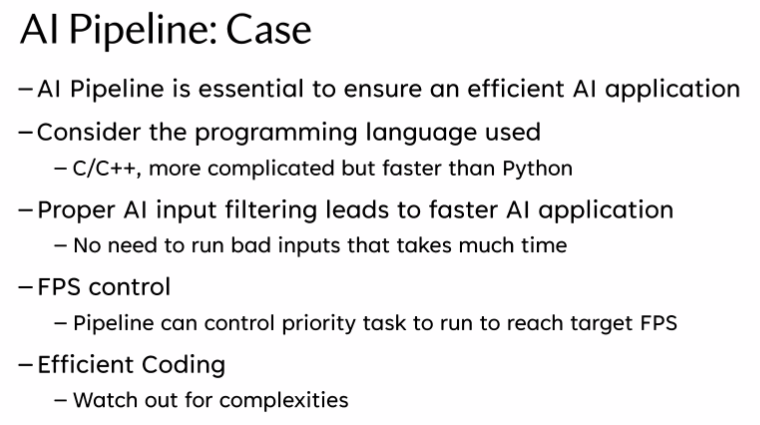 AI Pipeline: Case
– AI Pipeline is essential to ensure an efficient AI application
– Consider the programming language used
– C/C++, more complicated but faster than Python
– Proper AI input filtering leads to faster AI application
– No need to run bad inputs that takes much time
– FPS control
– Pipeline can control priority task to run to reach target FPS
– Efficient Coding
– Watch out for complexities